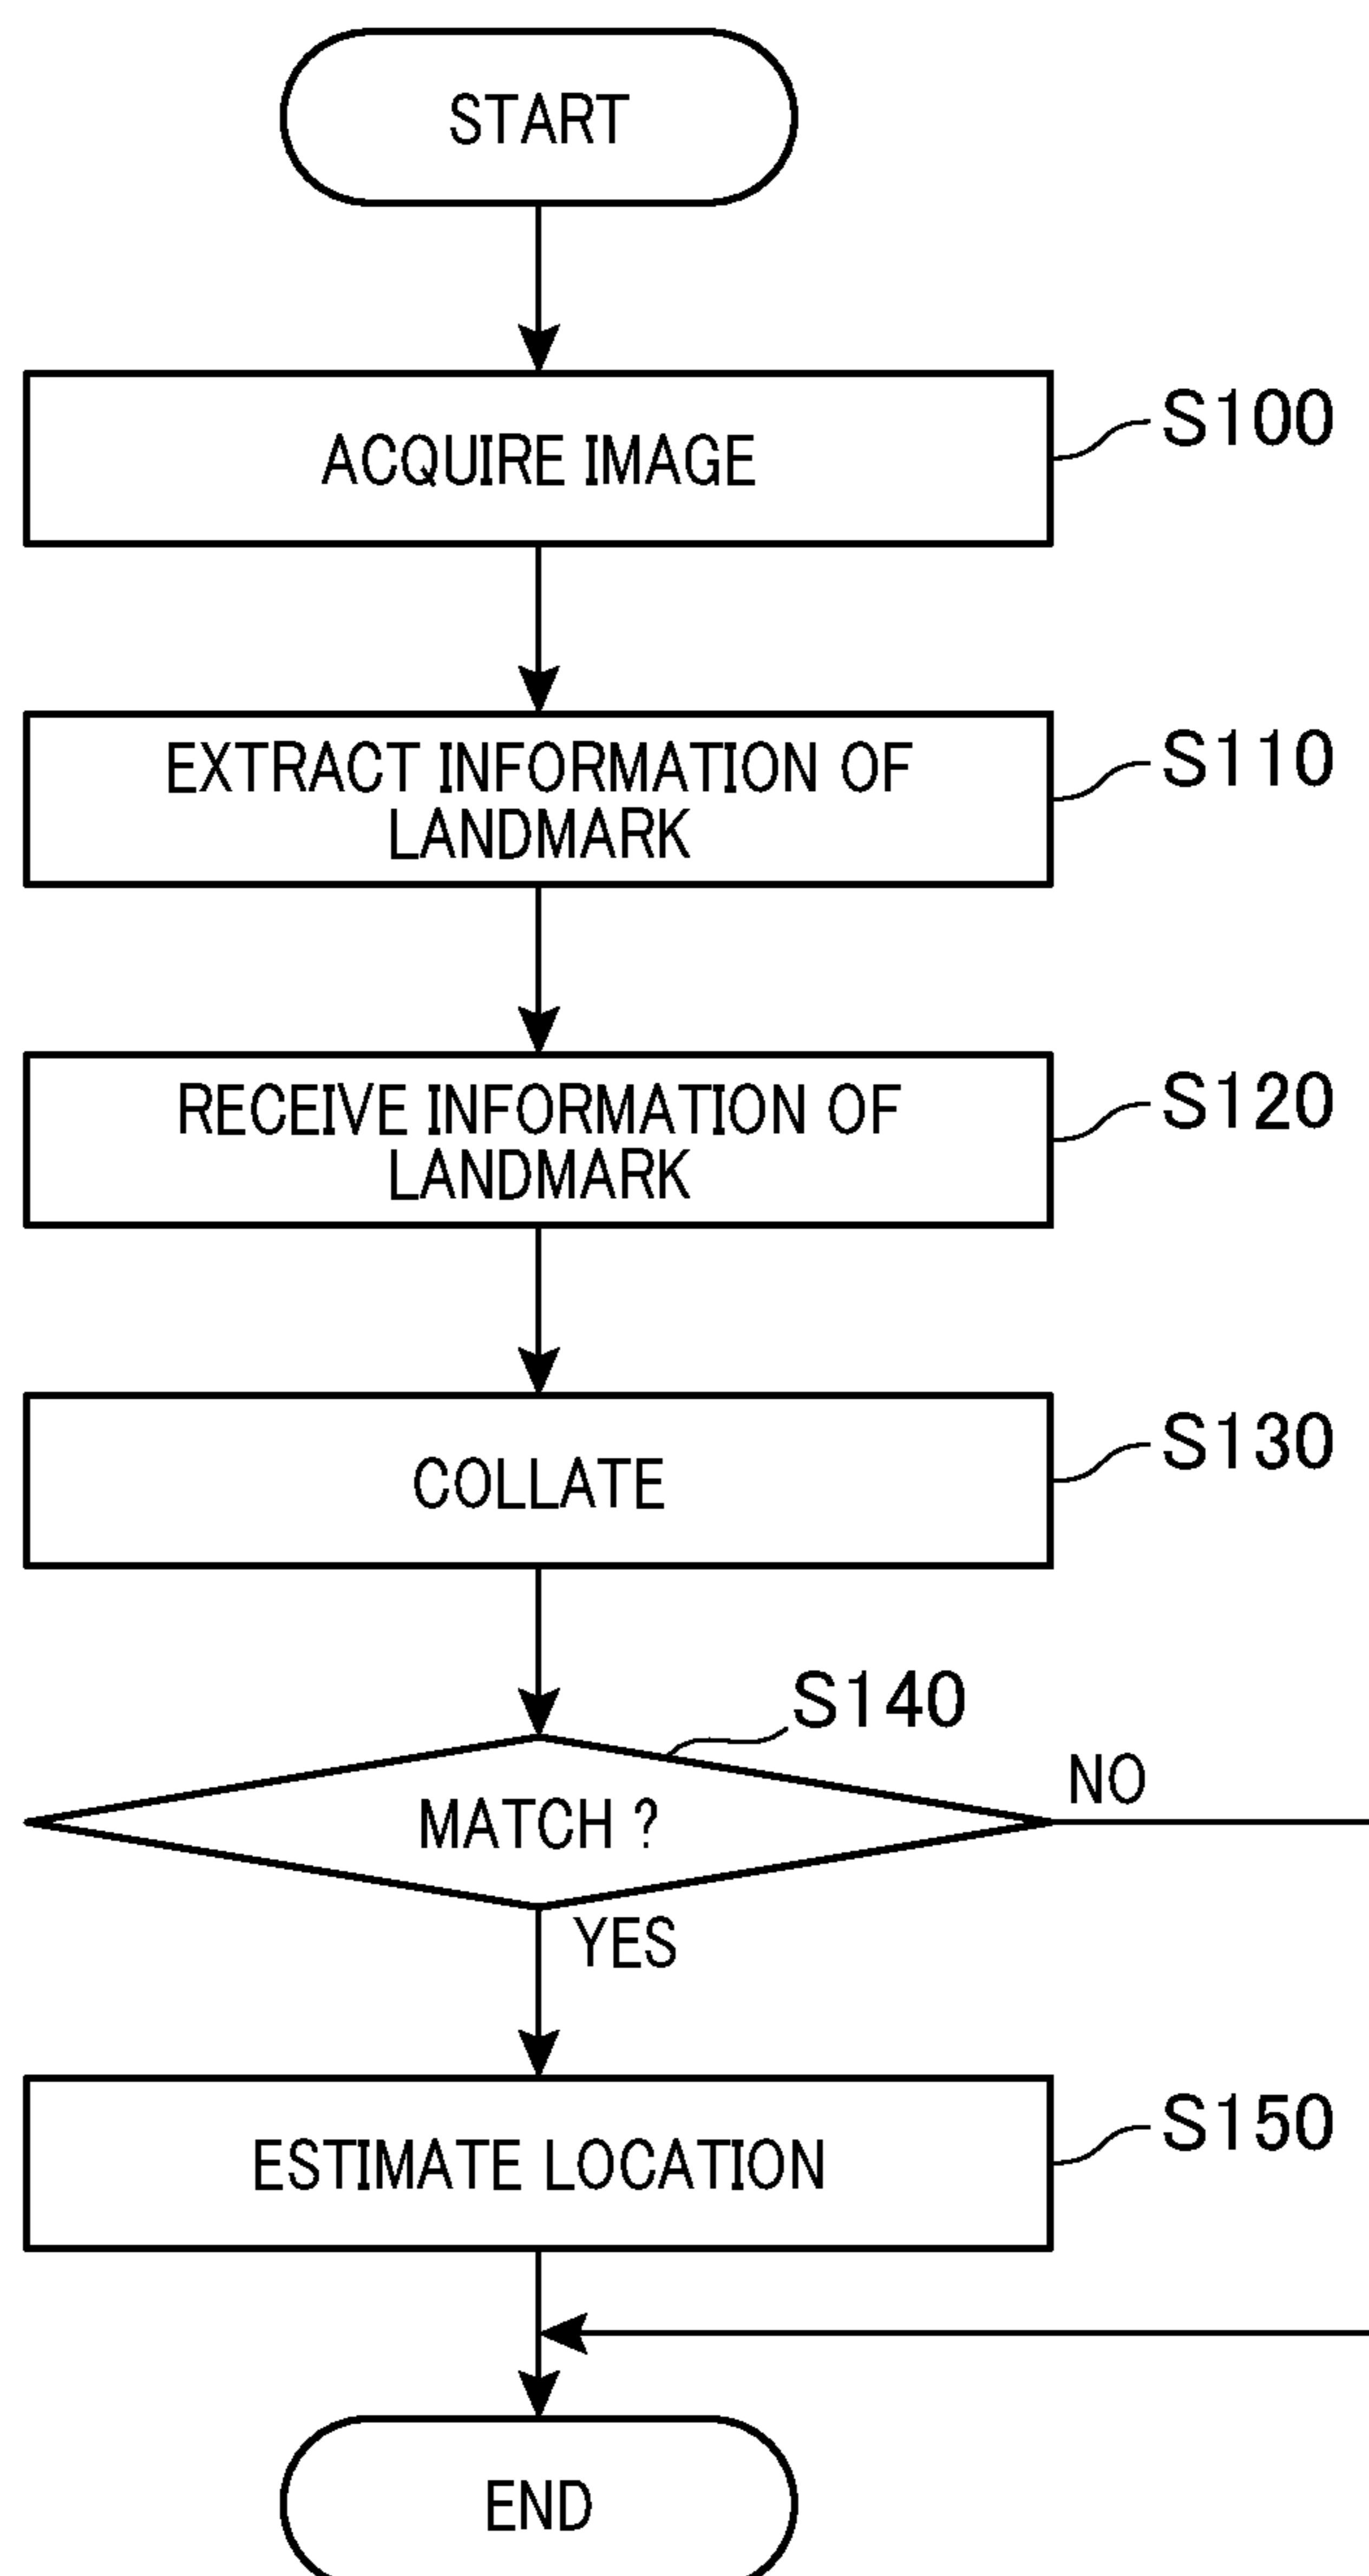 START
ACQUIRE IMAGE
S100
EXTRACT INFORMATION OF
LANDMARK
S110
RECEIVE INFORMATION OF
LANDMARK
S120
COLLATE
S130
S140
MATCH ?
NO
YES
ESTIMATE LOCATION
S150
END